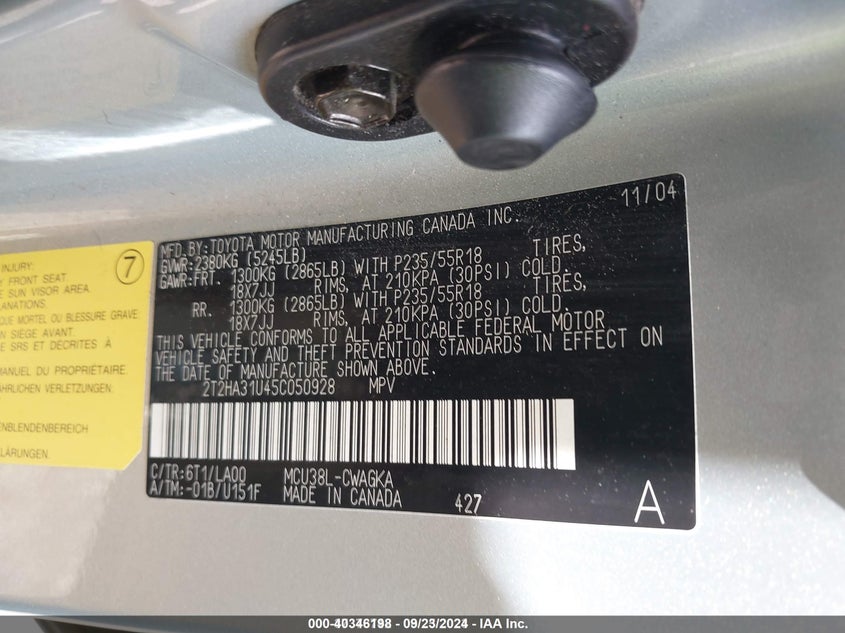 11/04
MFD.BY:TOYOTA MOTOR MANUFACTURING CANADA INC.
GVWR:2380KG (5245LB)
GAWR:FRT. 1300KG (2865LB) WITH P235/55R18 TIRES,
18X7JJ RIMS, AT 210KPA (30PSI) COLD.
RR. 1300KG (2865LB) WITH P235/55R18 TIRES,
18X7JJ RIMS, AT 210KPA (30PSI) COLD.
THIS VEHICLE CONFORMS TO ALL APPLICABLE FEDERAL MOTOR
VEHICLE SAFETY AND THEFT PREVENTION STANDARDS IN EFFECT ON
THE DATE OF MANUFACTURE SHOWN ABOVE.
2T2HA31U45C050928 MPV
C/TR:6T1/LA00 MCU38L-CWAGKA
A/TM:-01B/U151F MADE IN CANADA 427 A
7
INJURY:
FRONT SEAT.
SUN VISOR AREA.
QUE MORTEL OU BLESSURE GRAVE
SIEGE AVANT.
SRS ET DÉCRITES À
MANUEL DU PROPRIÉTAIRE.
VERLETZUNGEN:
000-40346198 - 09/23/2024 - IAA Inc.